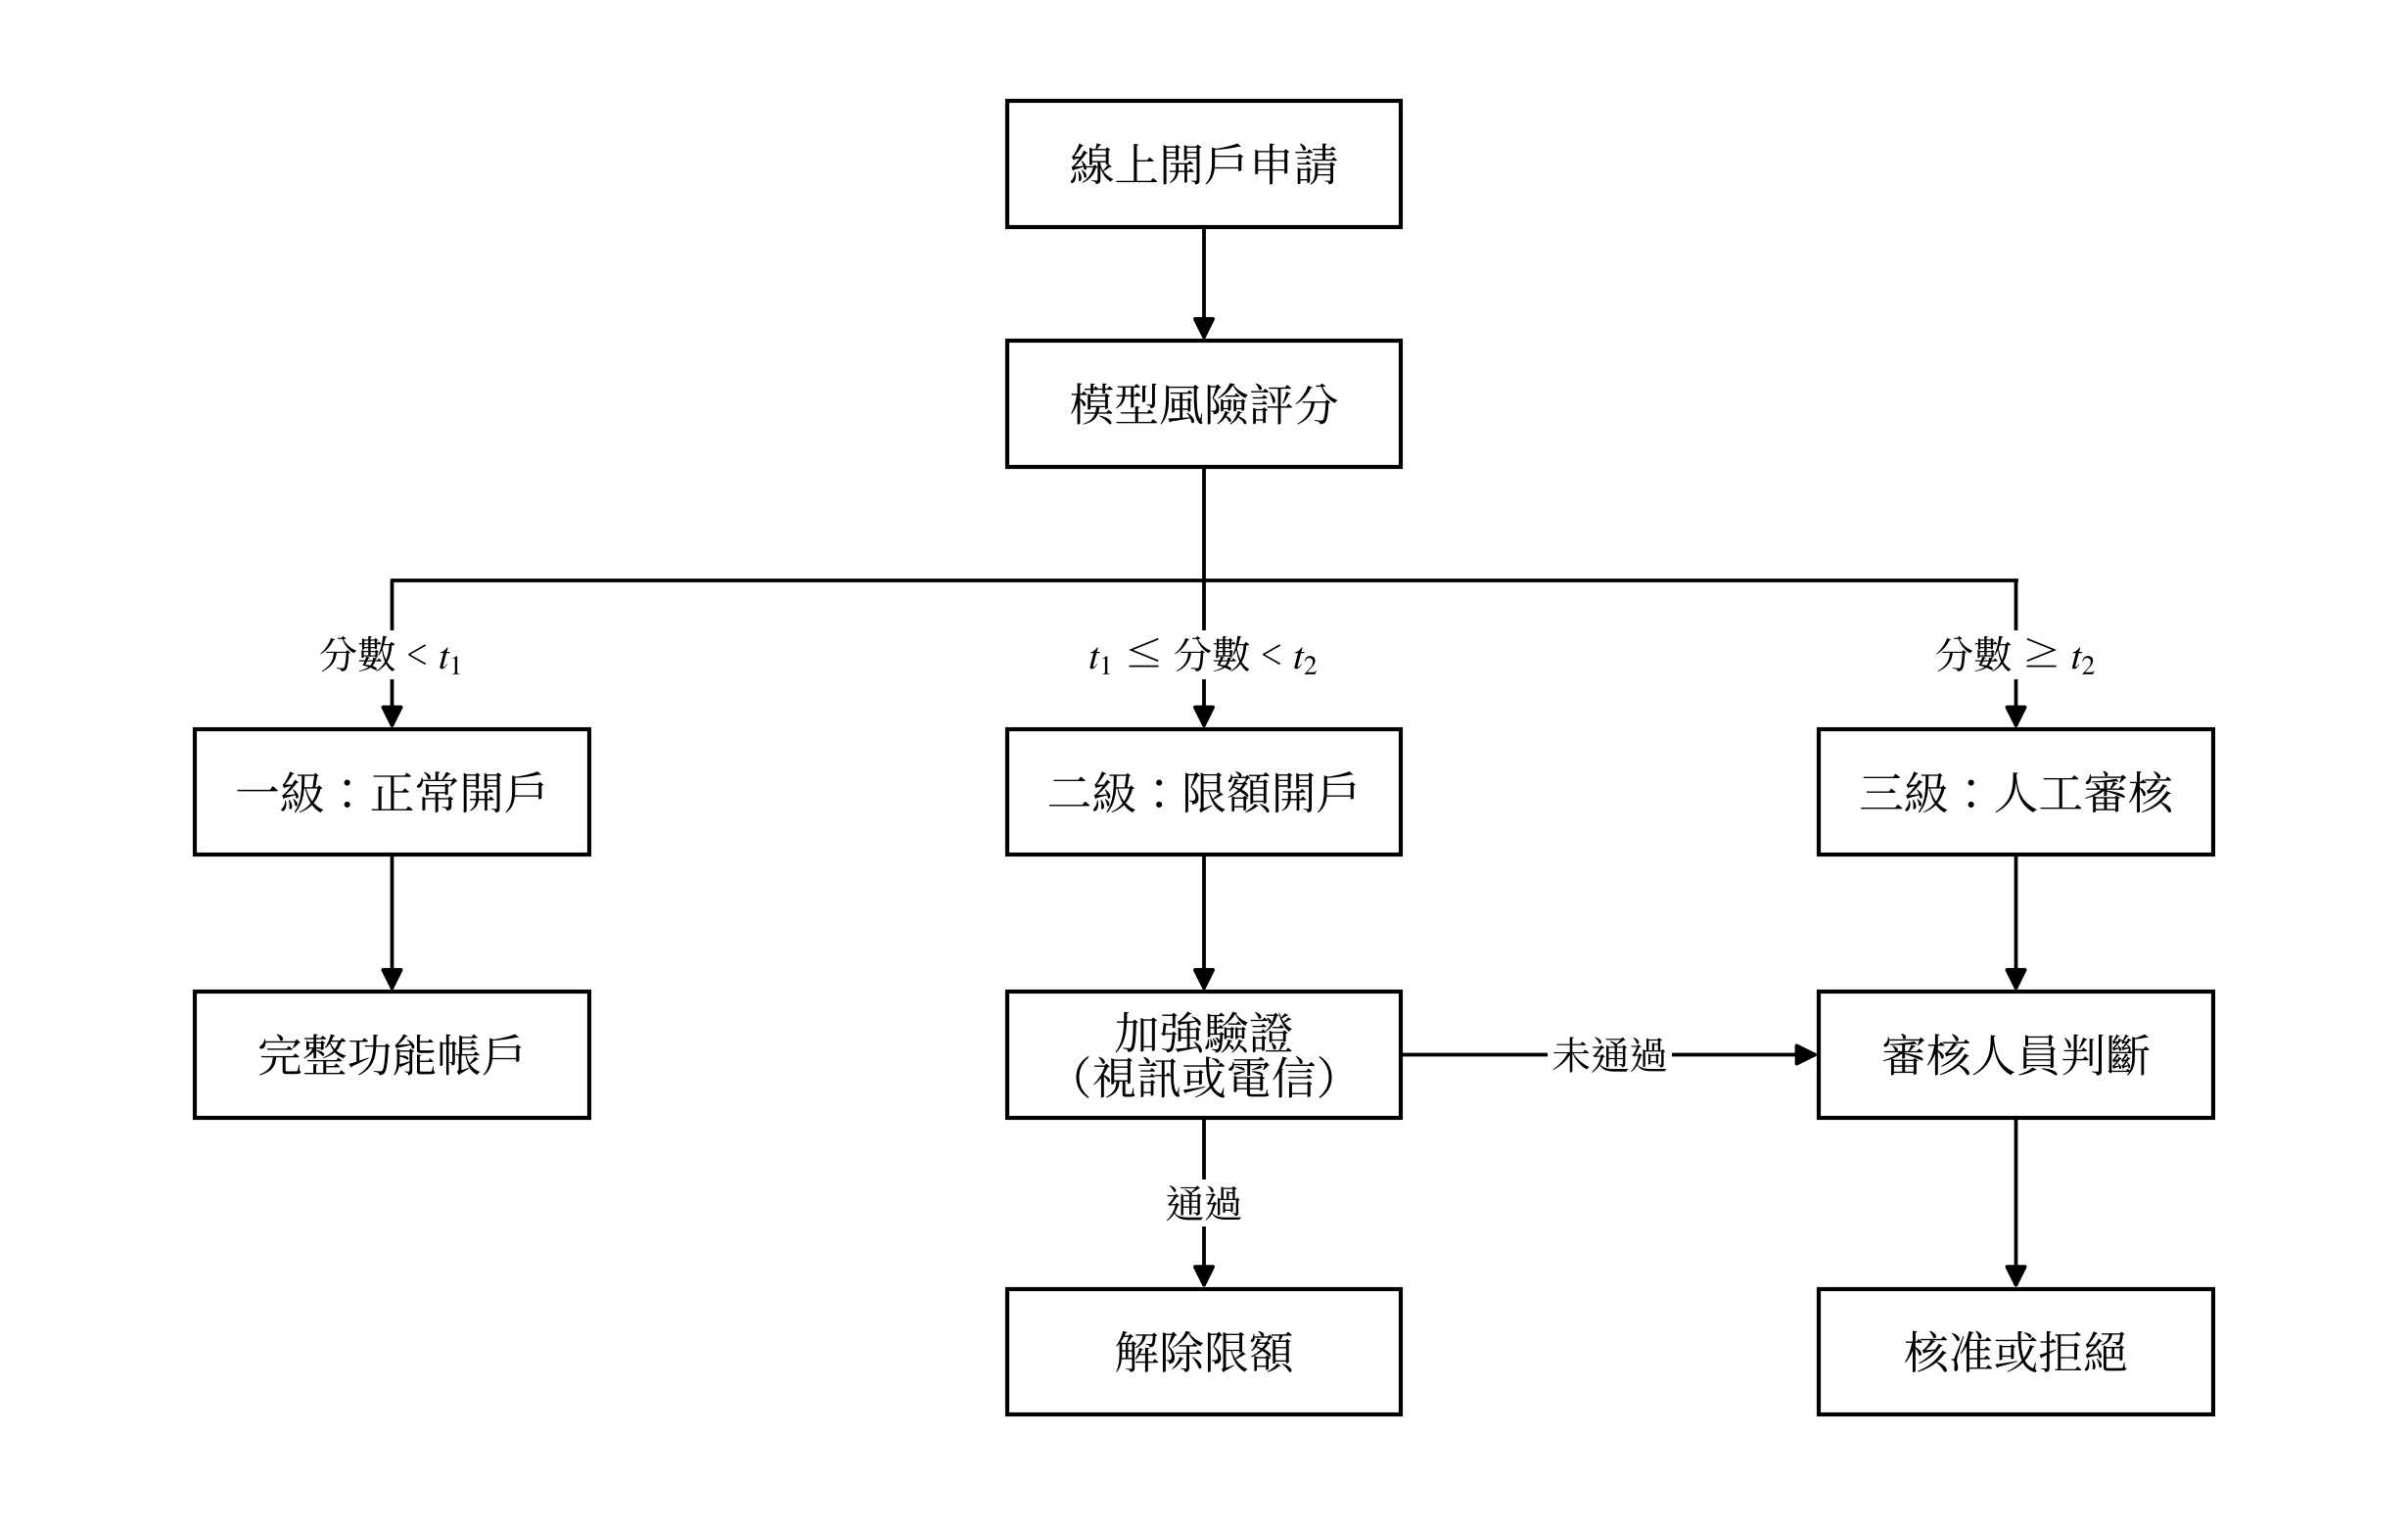 線上開戶申請
模型風險評分
分數 < t₁
t₁ ≤ 分數 < t₂
分數 ≥ t₂
一級：正常開戶
二級：限額開戶
三級：人工審核
完整功能帳戶
加強驗證
(視訊或電信)
未通過
審核人員判斷
通過
解除限額
核准或拒絕